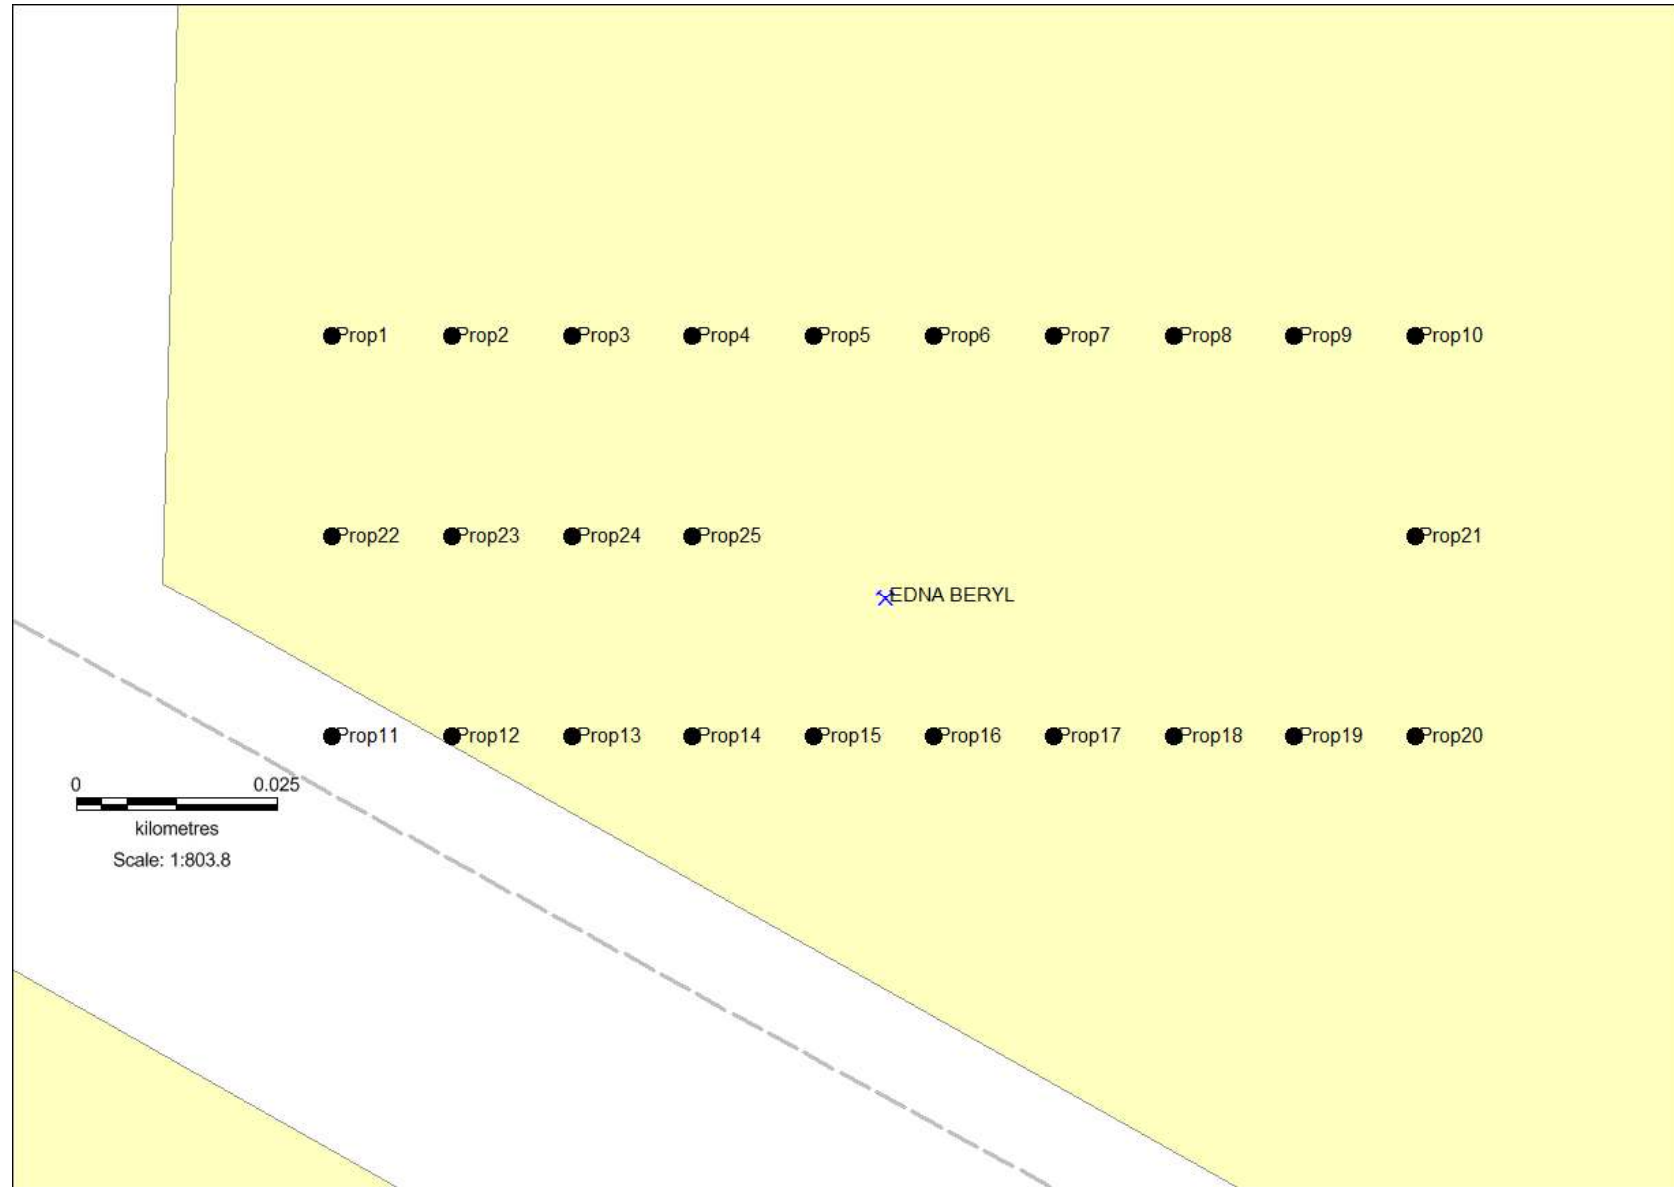 Prop1 Prop2 Prop3 Prop4 Prop5 Prop6 Prop7 Prop8 Prop9 Prop10
Prop22 Prop23 Prop24 Prop25 Prop21
EDNA BERYL
Prop11 Prop12 Prop13 Prop14 Prop15 Prop16 Prop17 Prop18 Prop19 Prop20
0 0.025
kilometres
Scale: 1:803.8